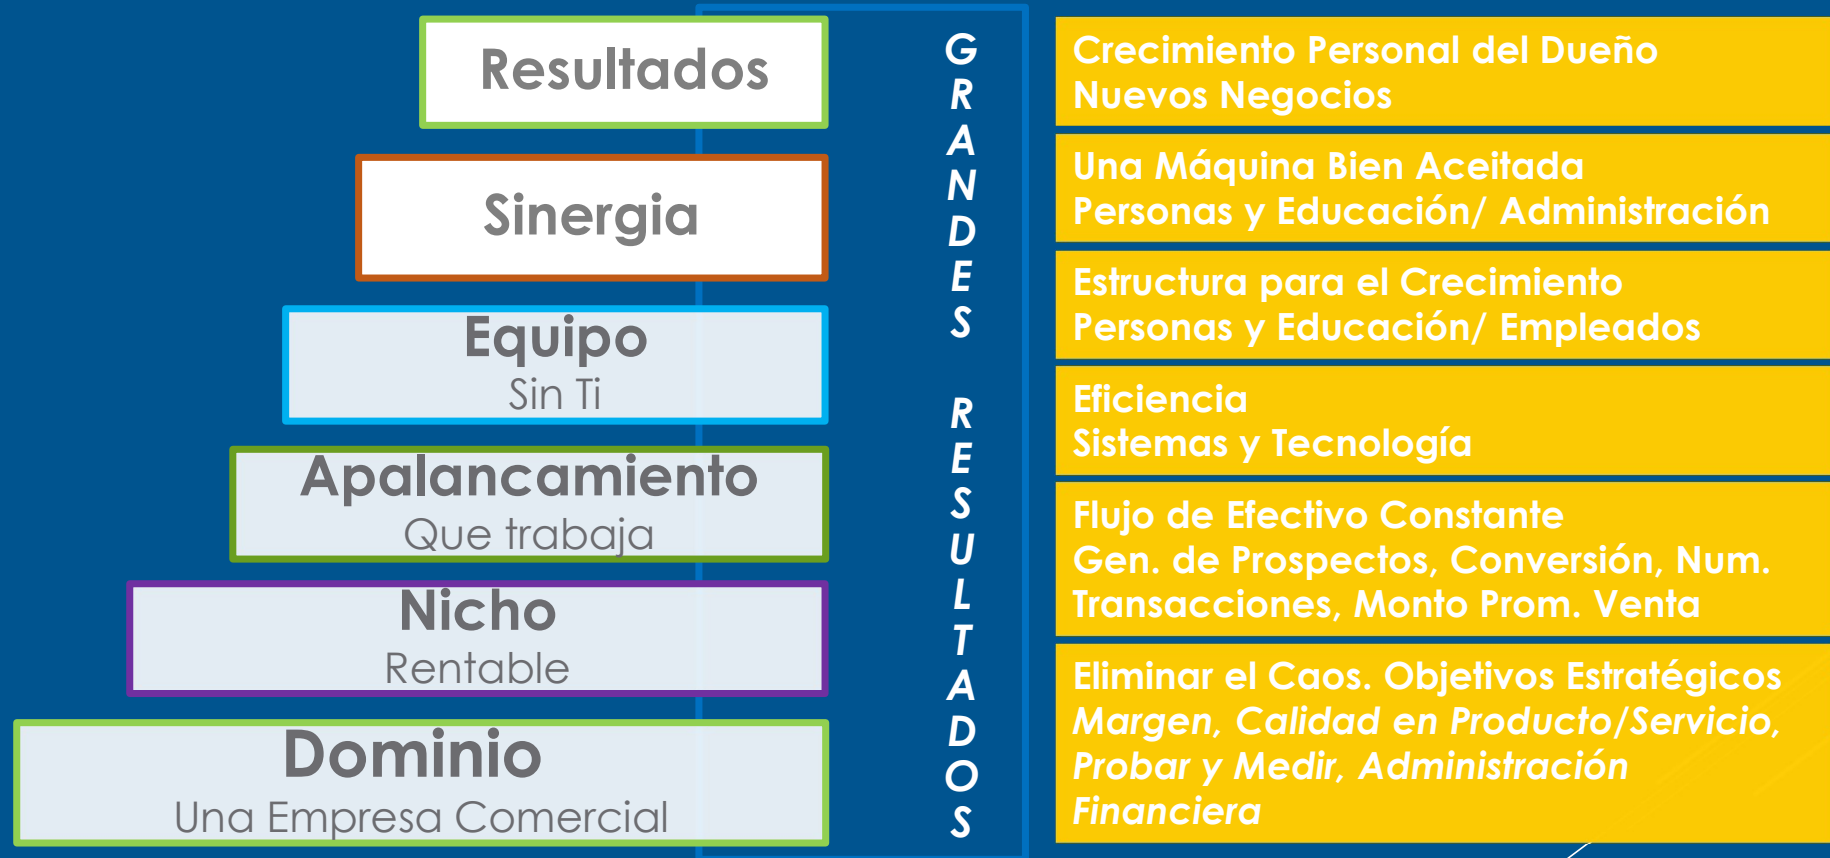 Resultados
Sinergia
Equipo
Sin Ti
Apalancamiento
Que trabaja
Nicho
Rentable
Dominio
Una Empresa Comercial
GRANDES RESULTADOS
Crecimiento Personal del Dueño
Nuevos Negocios
Una Máquina Bien Aceitada
Personas y Educación/ Administración
Estructura para el Crecimiento
Personas y Educación/ Empleados
Eficiencia
Sistemas y Tecnología
Flujo de Efectivo Constante
Gen. de Prospectos, Conversión, Num.
Transacciones, Monto Prom. Venta
Eliminar el Caos. Objetivos Estratégicos
Margen, Calidad en Producto/Servicio,
Probar y Medir, Administración
Financiera